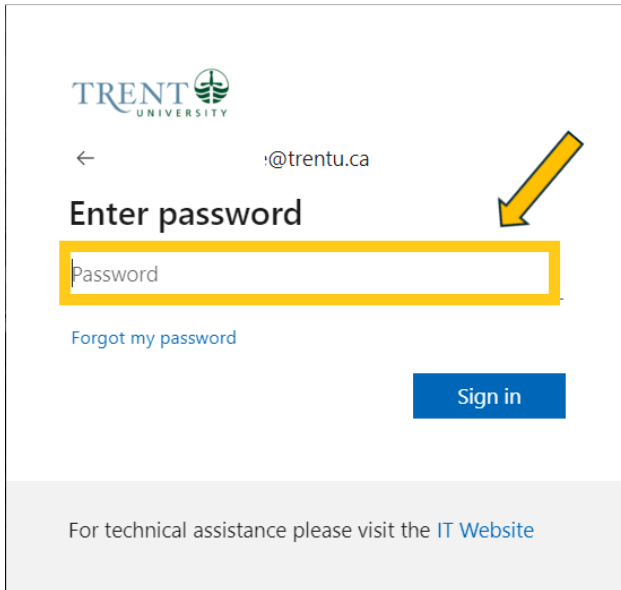 TRENT
UNIVERSITY
@trentu.ca
Enter password
Password
Forgot my password
Sign in
For technical assistance please visit the IT Website